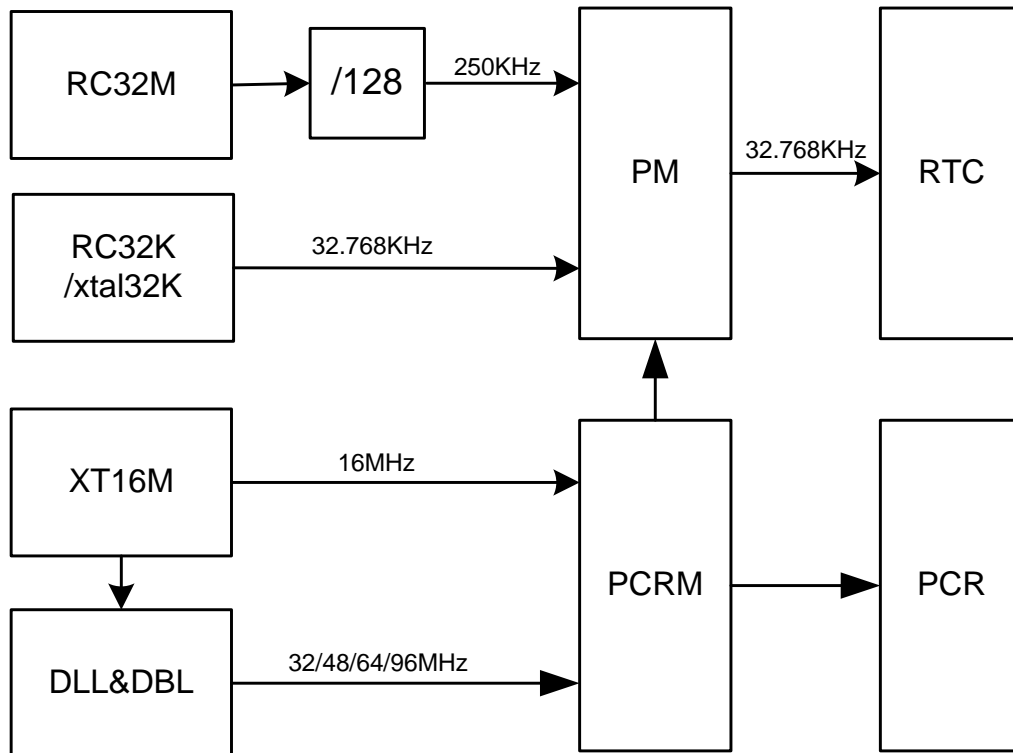 RC32M
/128
250KHz
PM
32.768KHz
RTC
RC32K
/xtal32K
32.768KHz
XT16M
16MHz
PCRM
PCR
DLL&DBL
32/48/64/96MHz